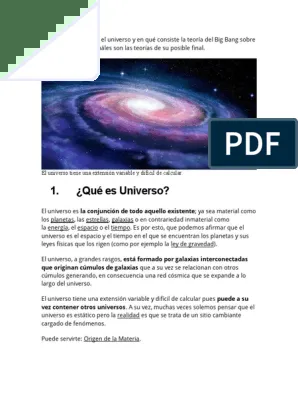 el universo y en qué consiste la teoría del Big Bang sobre
áles son las teorías de su posible final.
PDF
El universo tiene una extensión variable y difícil de calcular
1. ¿Qué es Universo?
El universo es la conjunción de todo aquello existente; ya sea material como
los planetas, las estrellas, galaxias o en contrariedad inmaterial como
la energía, el espacio o el tiempo. Es por esto, que podemos afirmar que el
universo es el espacio y el tiempo en el que se encuentran los planetas y sus
leyes físicas que los rigen (como por ejemplo la ley de gravedad).
El universo, a grandes rasgos, está formado por galaxias interconectadas
que originan cúmulos de galaxias que a su vez se relacionan con otros
cúmulos generando, en consecuencia una red cósmica que se expande a lo
largo del universo.
El universo tiene una extensión variable y difícil de calcular pues puede a su
vez contener otros universos. A su vez, muchas veces solemos pensar que el
universo es estático pero la realidad es que se trata de un sitio cambiante
cargado de fenómenos.
Puede servirte: Origen de la Materia.